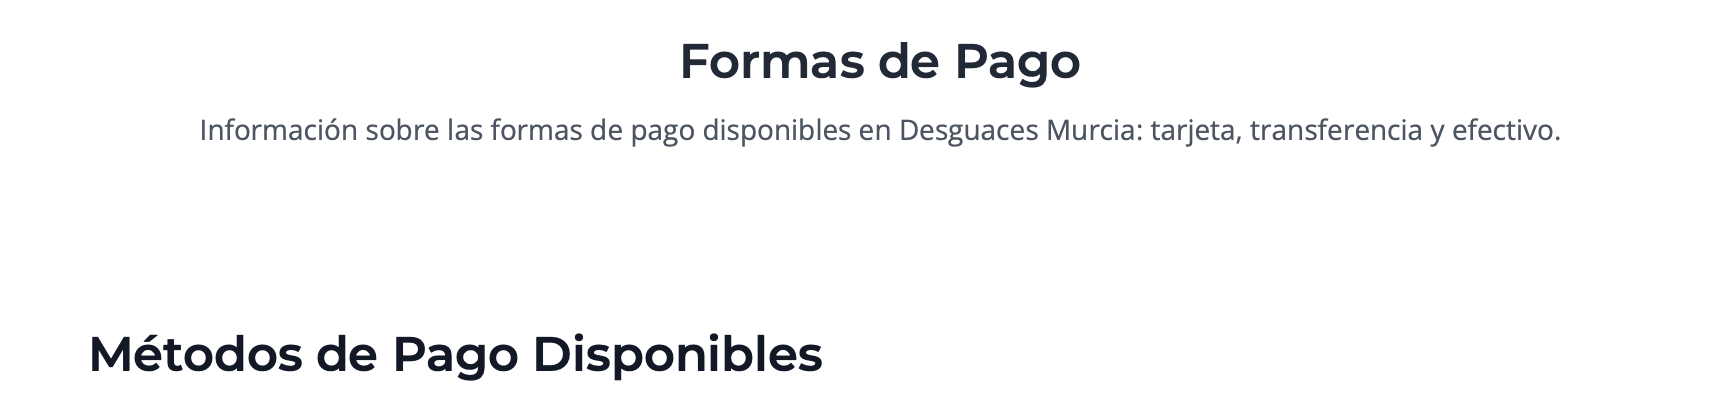 Formas de Pago
Información sobre las formas de pago disponibles en Desguaces Murcia: tarjeta, transferencia y efectivo.
Métodos de Pago Disponibles